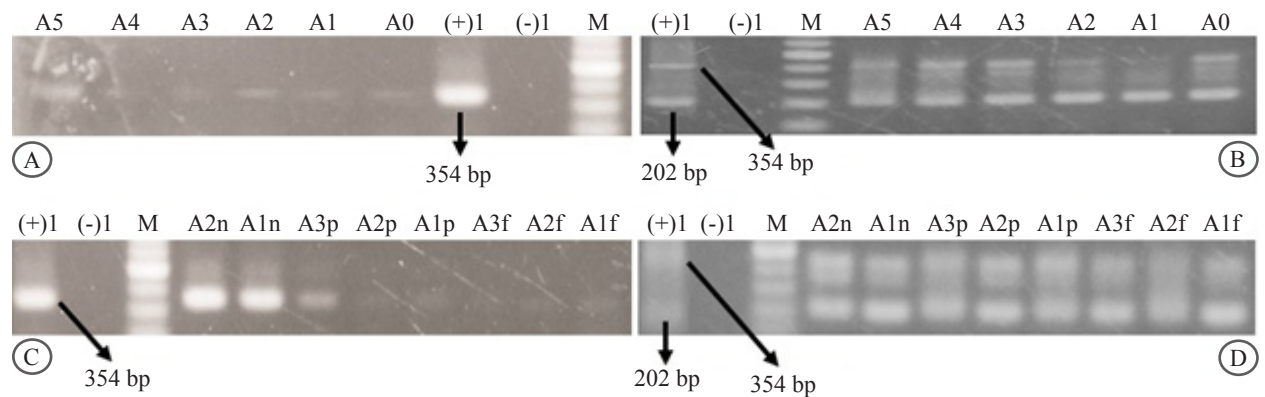 A5 A4 A3 A2 A1 A0 (+)1 (-)1 M
(+)1 (-)1 M A5 A4 A3 A2 A1 A0
A
354 bp
202 bp
354 bp
B
(+)1 (-)1 M A2n A1n A3p A2p A1p A3f A2f A1f
(+)1 (-)1 M A2n A1n A3p A2p A1p A3f A2f A1f
C
354 bp
202 bp
354 bp
D